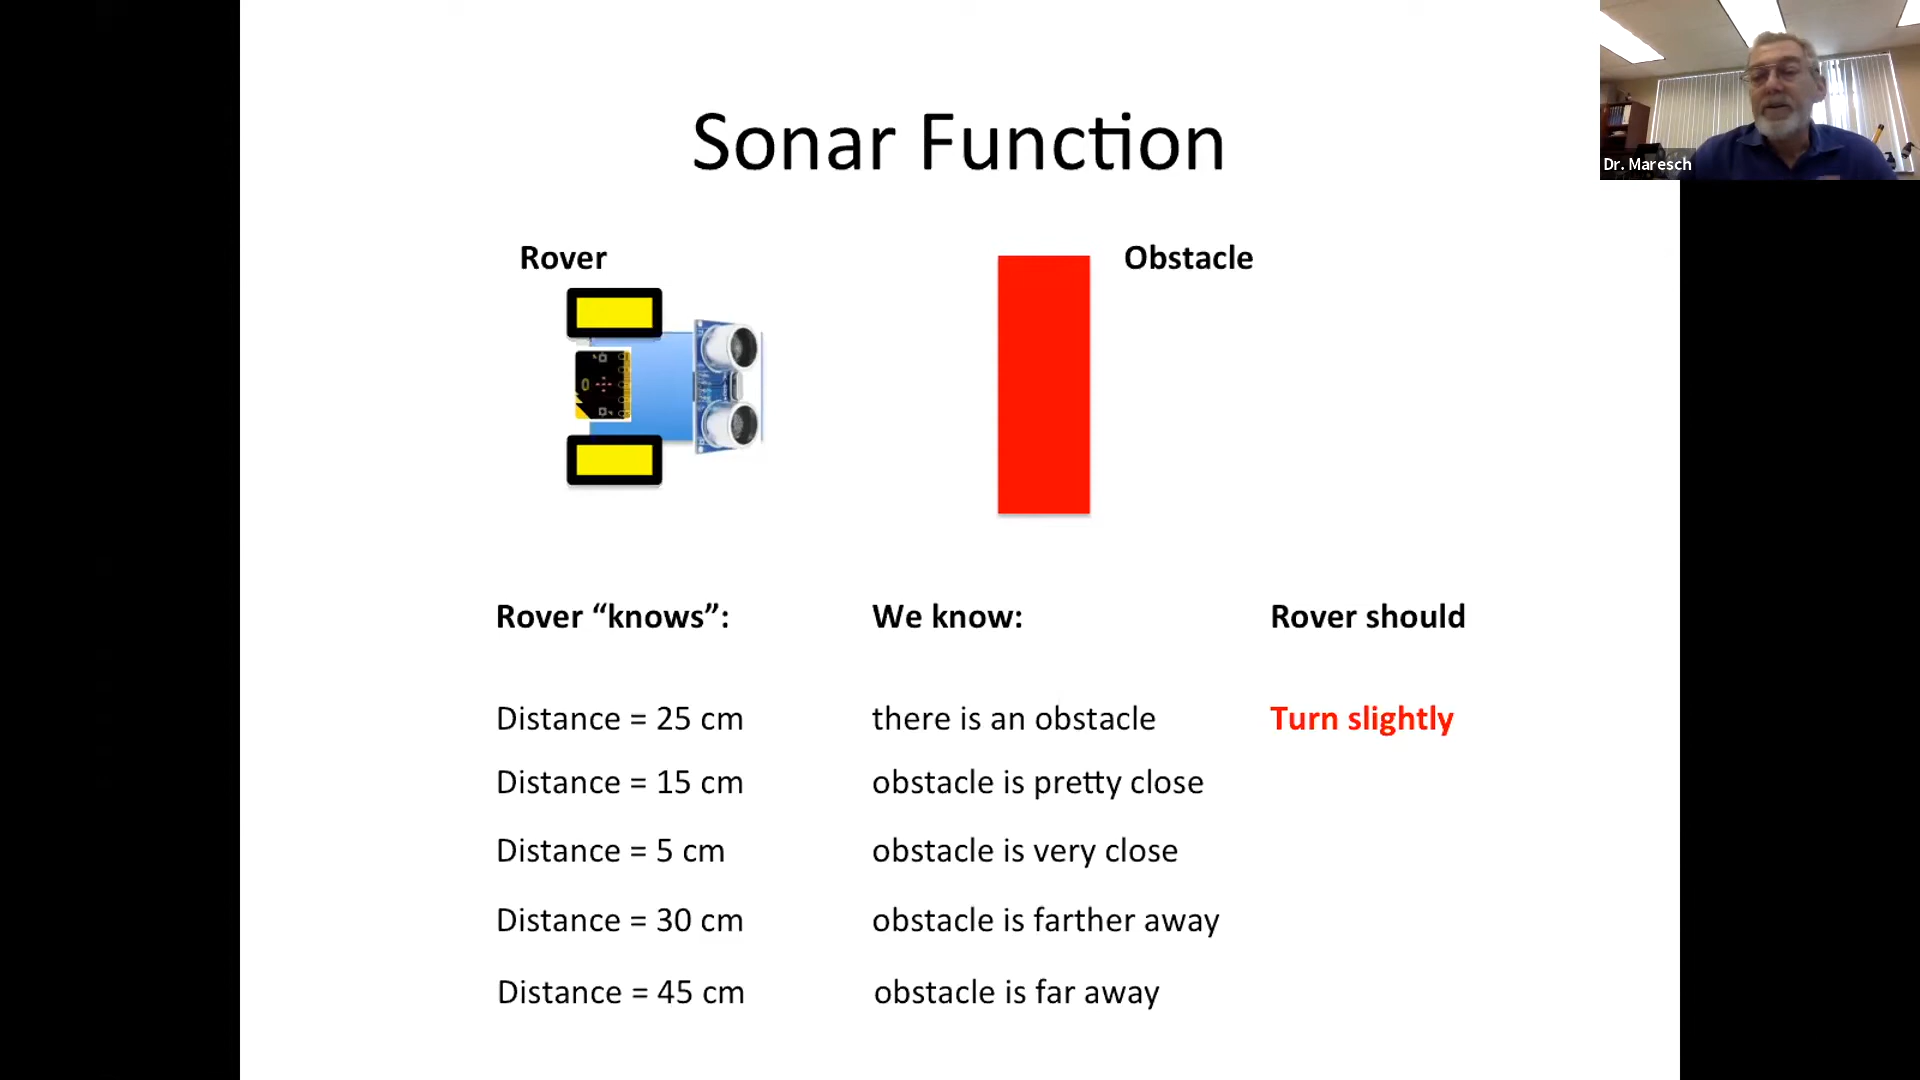 Sonar Function
Dr. Maresch
Rover
Obstacle
Rover “knows”:
We know:
Rover should
Distance = 25 cm
there is an obstacle
Turn slightly
Distance = 15 cm
obstacle is pretty close
Distance = 5 cm
obstacle is very close
Distance = 30 cm
obstacle is farther away
Distance = 45 cm
obstacle is far away